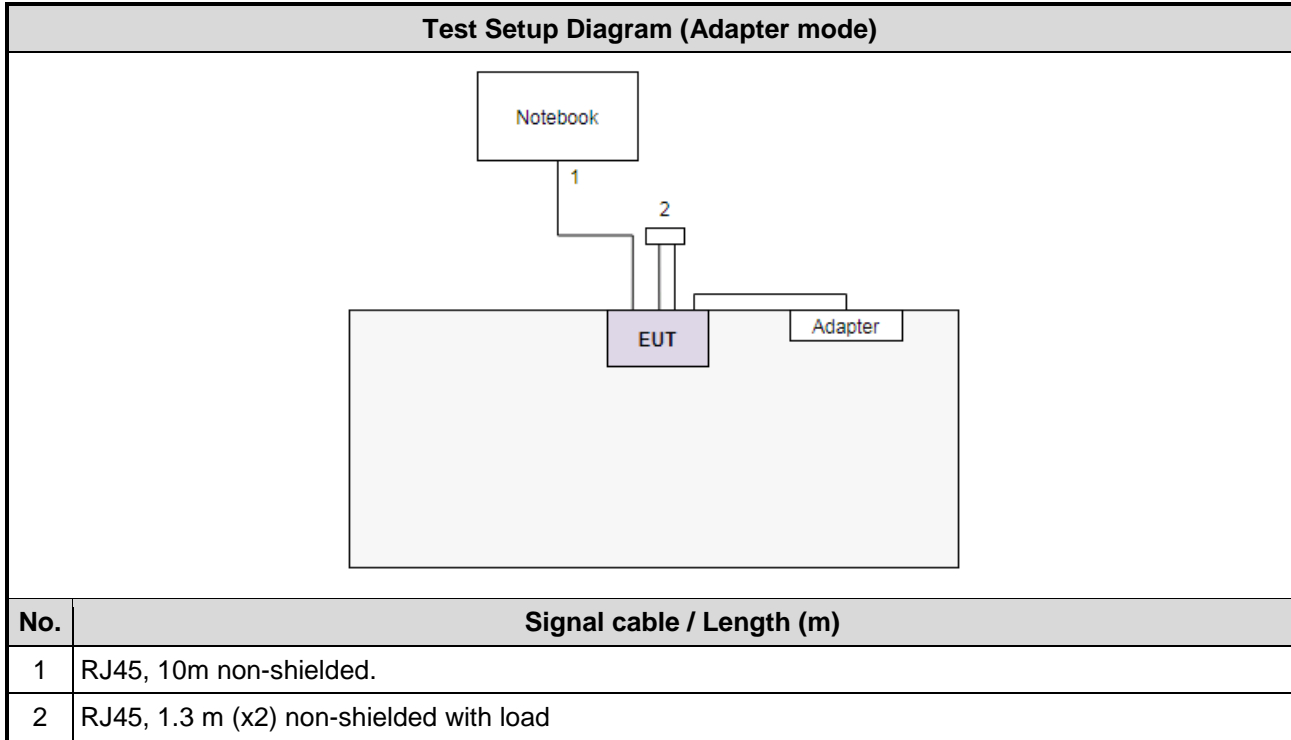 Test Setup Diagram (Adapter mode)
Notebook
1
2
EUT
Adapter
No. Signal cable / Length (m)
1 RJ45, 10m non-shielded.
2 RJ45, 1.3 m (x2) non-shielded with load